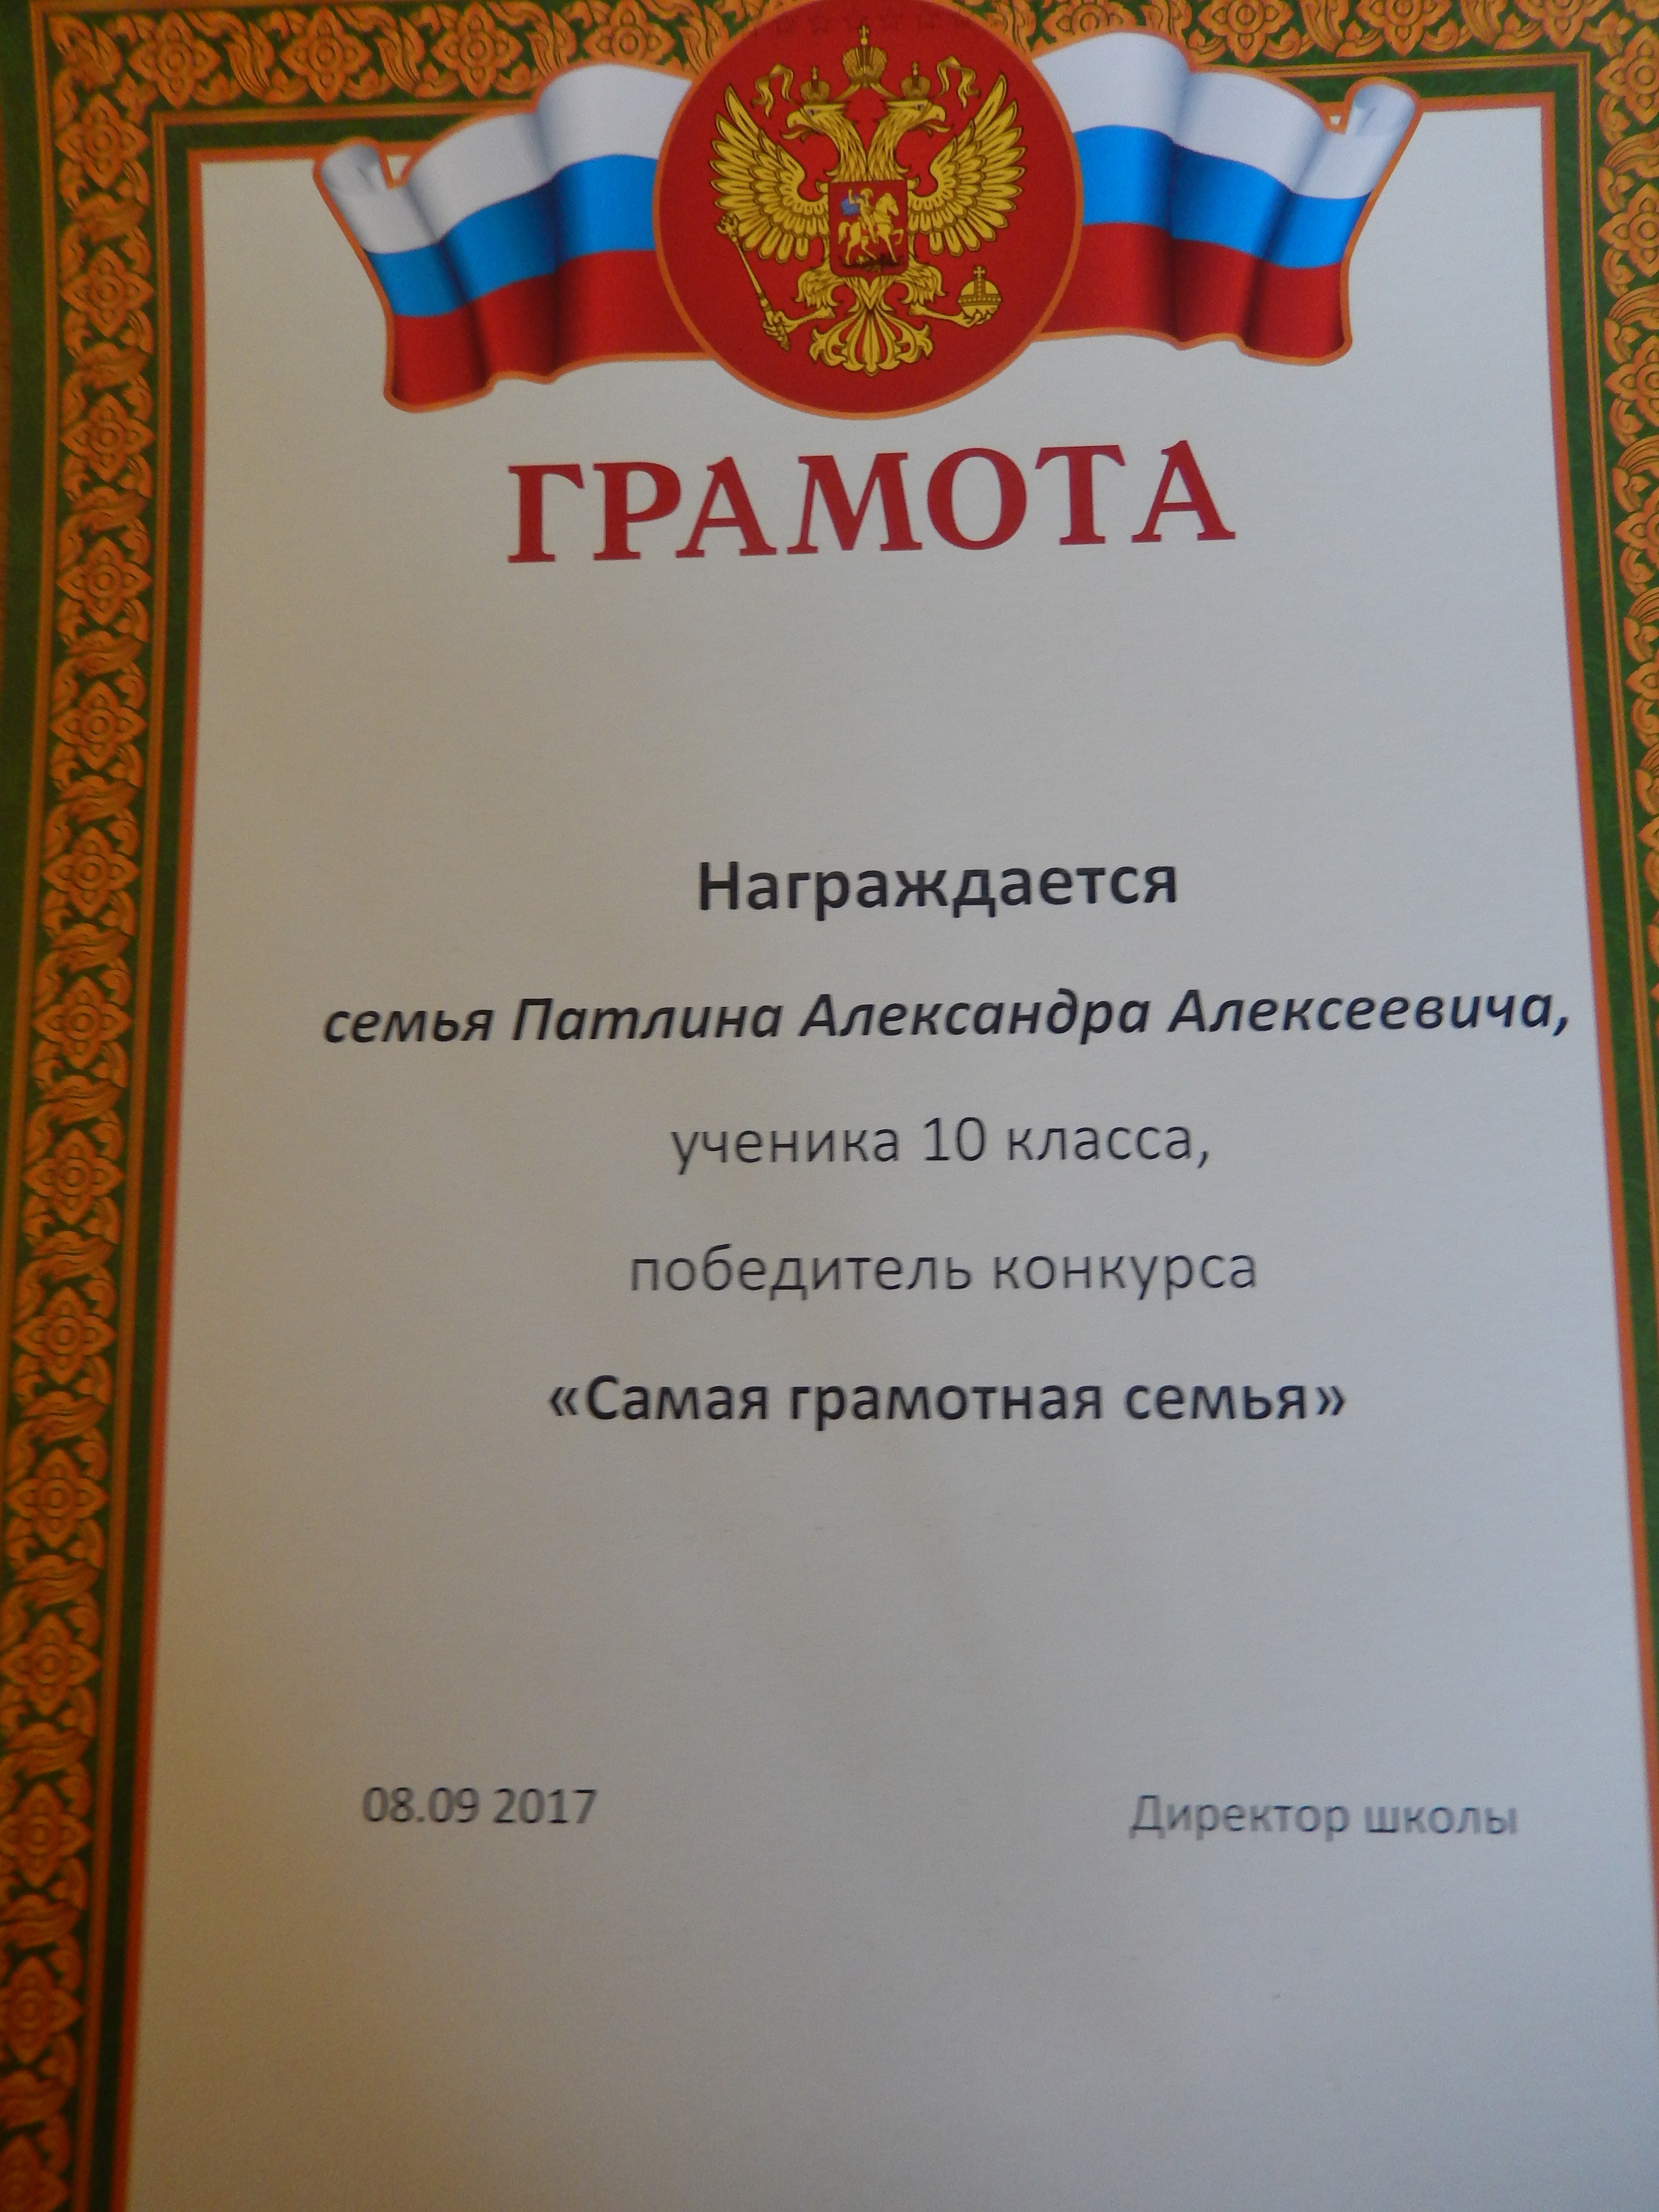 ГРАМОТА
Награждается
семья Патлина Александра Алексеевича,
ученика 10 класса,
победитель конкурса
«Самая грамотная семья»
08.09 2017 Директор школы